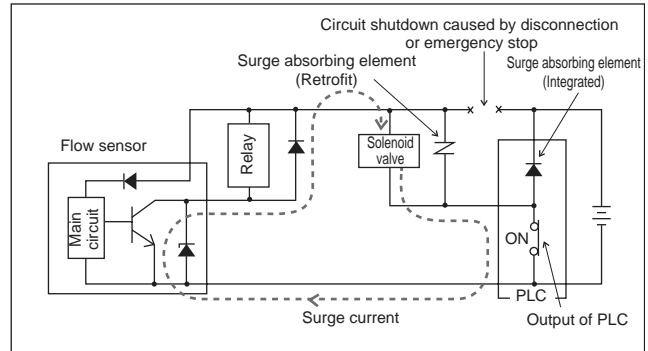 Circuit shutdown caused by disconnection
or emergency stop
Surge absorbing element
(Retrofit)
Surge absorbing element
(Integrated)
Flow sensor
Relay
Solenoid
valve
Main
circuit
ON
PLC
Surge current
Output of PLC